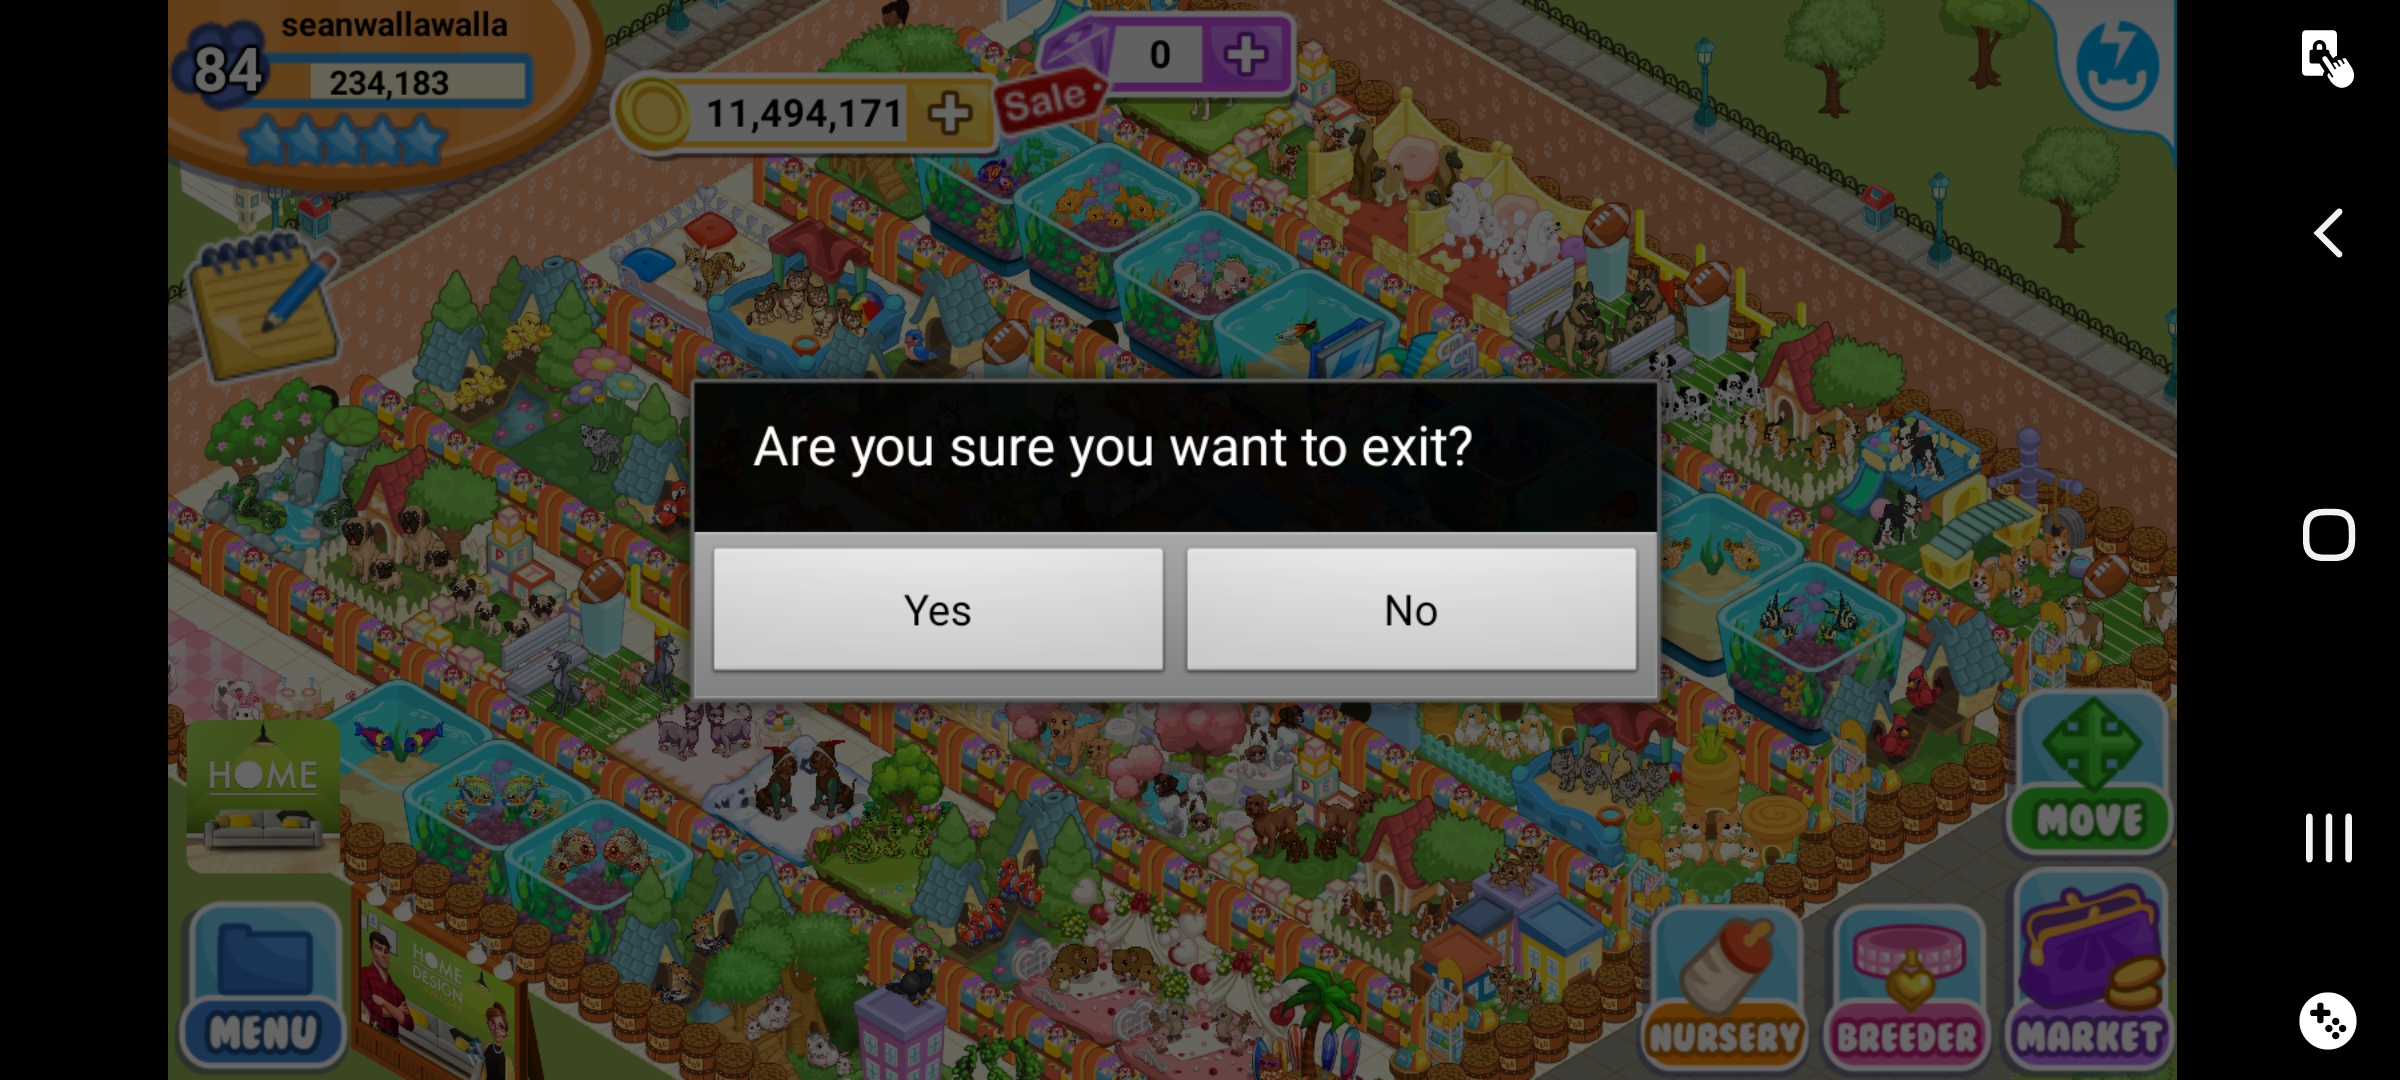 seanwallawalla
84
234,183
0
11,494,171
Sale
Are you sure you want to exit?
Yes
No
HOME
HOME
DESIGN
MENU
MOVE
NURSERY
BREEDER
MARKET